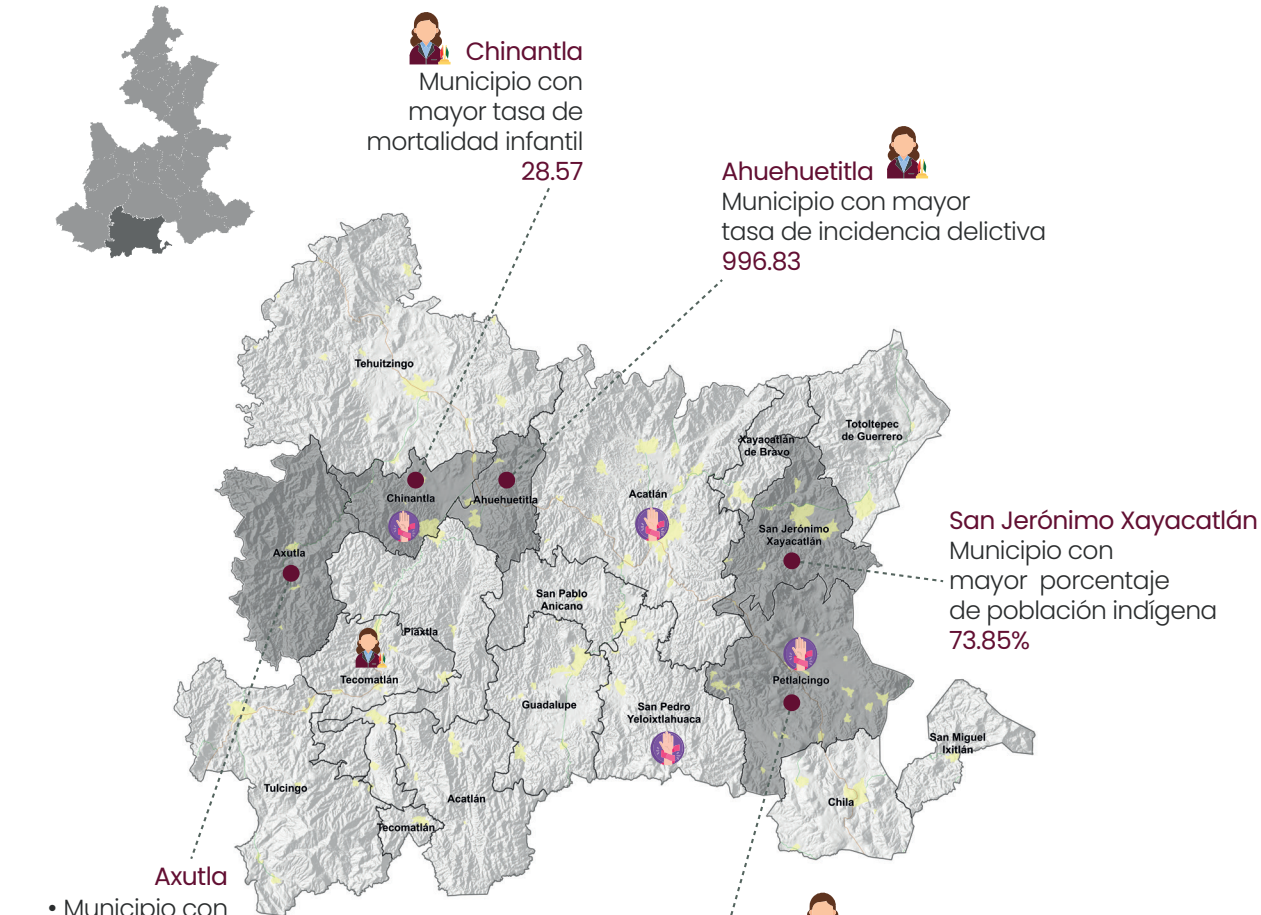 Chinantla
Municipio con
mayor tasa de
mortalidad infantil
28.57
Ahuehuetitla
Municipio con mayor
tasa de incidencia delictiva
996.83
Tehuitzingo
Totoltepec
de Guerrero
Xayacatlán
de Bravo
Acatlán
Chinantla
Ahuehuetitla
San Jerónimo
Xayacatlán
San Jerónimo Xayacatlán
Municipio con
mayor porcentaje
de población indígena
73.85%
Axutla
San Pablo
Anicano
Piaxtla
Tecomatlán
Petlalcingo
Guadalupe
San Pedro
Yeloixtlahuaca
San Miguel
Ixitlán
Tulcingo
Acatlán
Chila
Tecomatlán
Axutla
• Municipio con